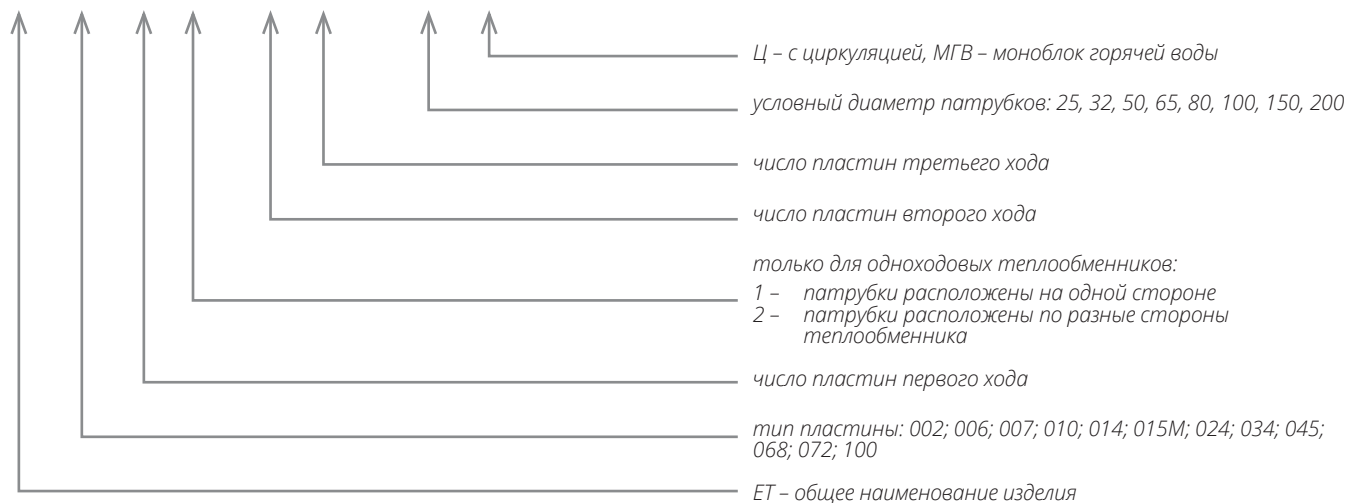 Ц – с циркуляцией, МГВ – моноблок горячей воды
условный диаметр патрубков: 25, 32, 50, 65, 80, 100, 150, 200
число пластин третьего хода
число пластин второго хода
только для одноходовых теплообменников:
1 – патрубки расположены на одной стороне
2 – патрубки расположены по разные стороны
теплообменника
число пластин первого хода
тип пластины: 002; 006; 007; 010; 014; 015М; 024; 034; 045;
068; 072; 100
ЕТ – общее наименование изделия